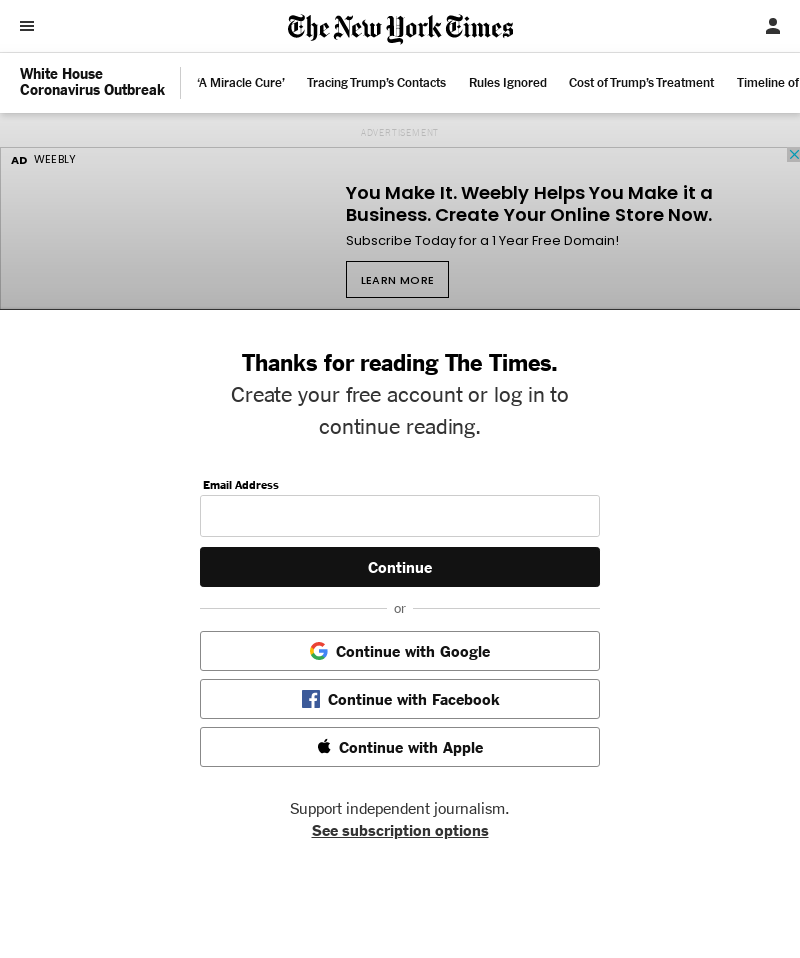 The New York Times
White House
Coronavirus Outbreak
‘A Miracle Cure’
Tracing Trump’s Contacts
Rules Ignored
Cost of Trump’s Treatment
Timeline of
ADVERTISEMENT
AD WEEBLY
You Make It. Weebly Helps You Make it a
Business. Create Your Online Store Now.
Subscribe Today for a 1 Year Free Domain!
LEARN MORE
Thanks for reading The Times.
Create your free account or log in to
continue reading.
Email Address
Continue
or
Continue with Google
Continue with Facebook
Continue with Apple
Support independent journalism.
See subscription options